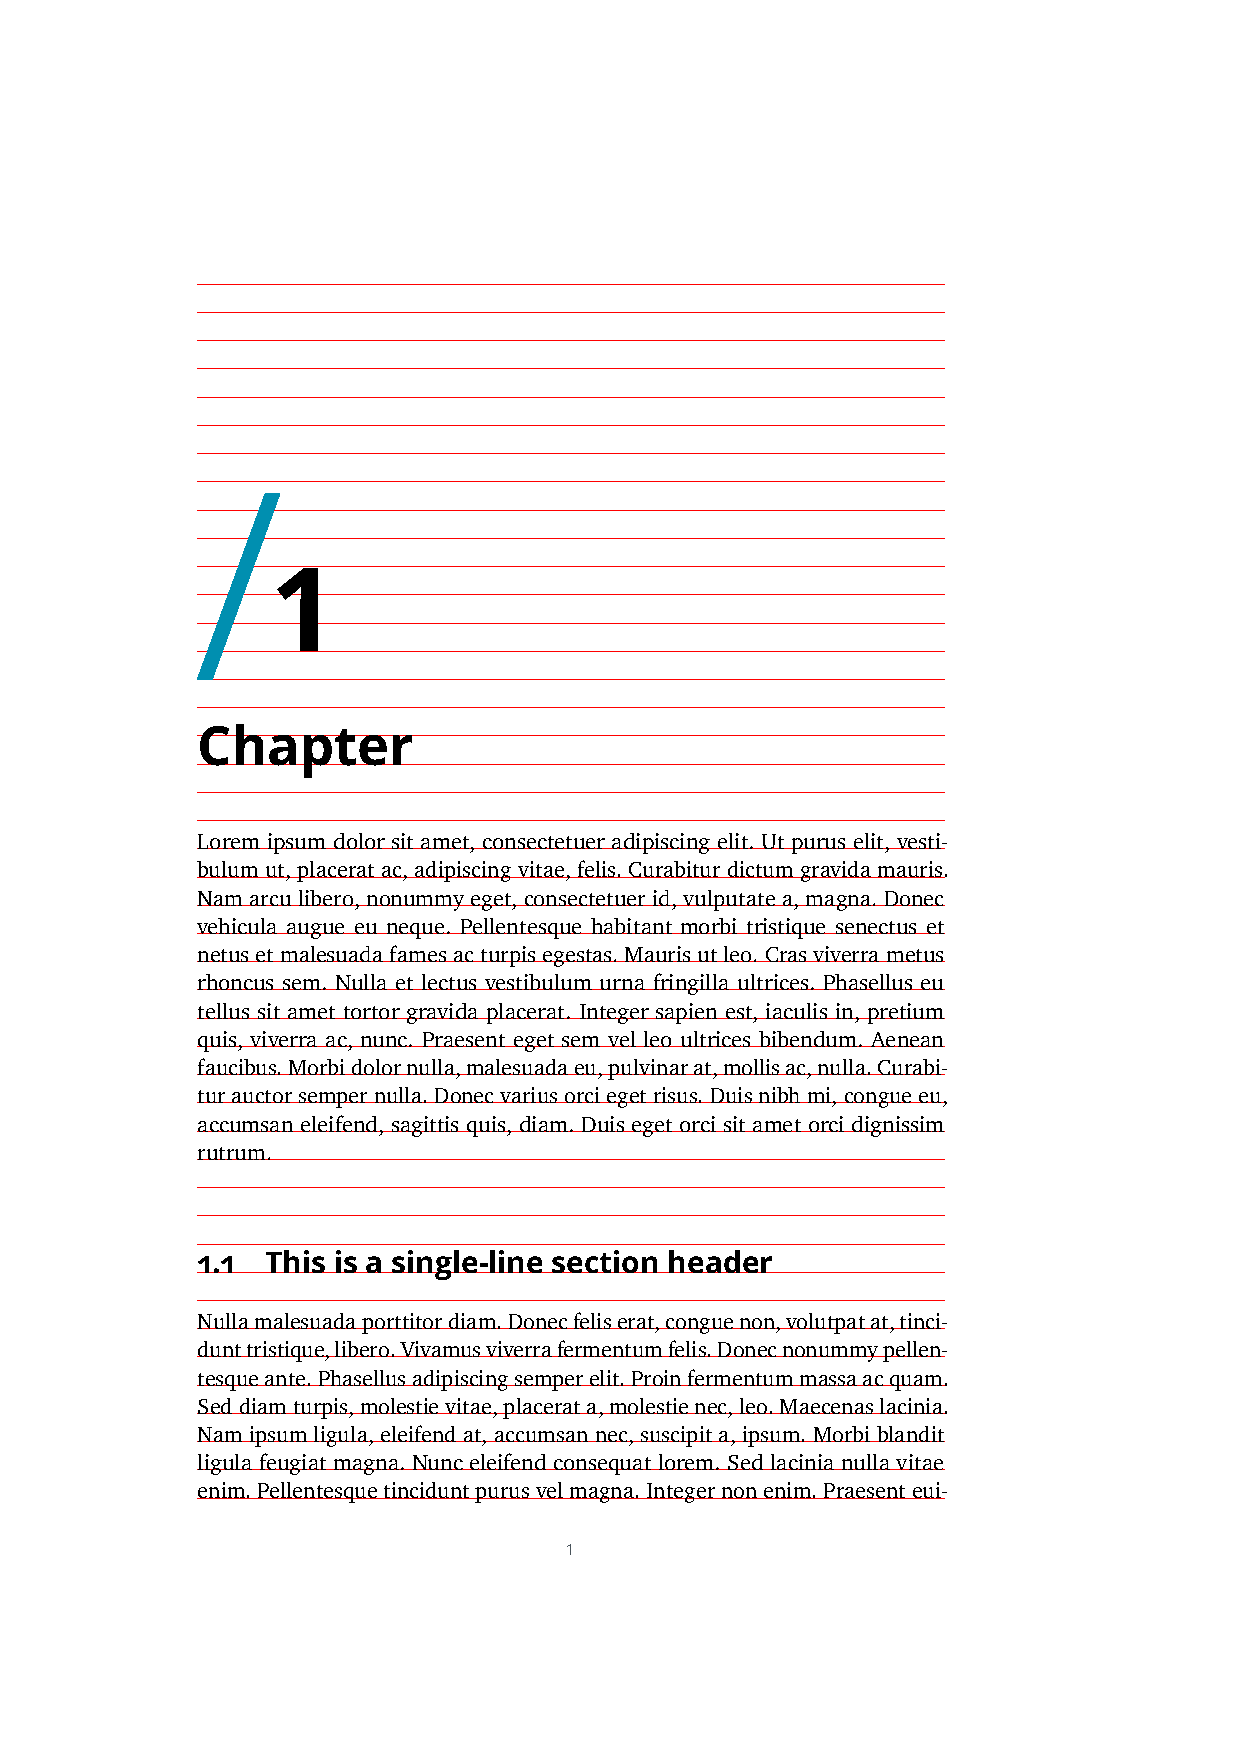 /1
Chapter
Lorem ipsum dolor sit amet, consectetuer adipiscing elit. Ut purus elit, vesti-
bulum ut, placerat ac, adipiscing vitae, felis. Curabitur dictum gravida mauris.
Nam arcu libero, nonummy eget, consectetuer id, vulputate a, magna. Donec
vehicula augue eu neque. Pellentesque habitant morbi tristique senectus et
netus et malesuada fames ac turpis egestas. Mauris ut leo. Cras viverra metus
rhoncus sem. Nulla et lectus vestibulum urna fringilla ultrices. Phasellus eu
tellus sit amet tortor gravida placerat. Integer sapien est, iaculis in, pretium
quis, viverra ac, nunc. Praesent eget sem vel leo ultrices bibendum. Aenean
faucibus. Morbi dolor nulla, malesuada eu, pulvinar at, mollis ac, nulla. Curabi-
tur auctor semper nulla. Donec varius orci eget risus. Duis nibh mi, congue eu,
accumsan eleifend, sagittis quis, diam. Duis eget orci sit amet orci dignissim
rutrum.
1.1 This is a single-line section header
Nulla malesuada porttitor diam. Donec felis erat, congue non, volutpat at, tinci-
dunt tristique, libero. Vivamus viverra fermentum felis. Donec nonummy pellen-
tesque ante. Phasellus adipiscing semper elit. Proin fermentum massa ac quam.
Sed diam turpis, molestie vitae, placerat a, molestie nec, leo. Maecenas lacinia.
Nam ipsum ligula, eleifend at, accumsan nec, suscipit a, ipsum. Morbi blandit
ligula feugiat magna. Nunc eleifend consequat lorem. Sed lacinia nulla vitae
enim. Pellentesque tincidunt purus vel magna. Integer non enim. Praesent eui-
1